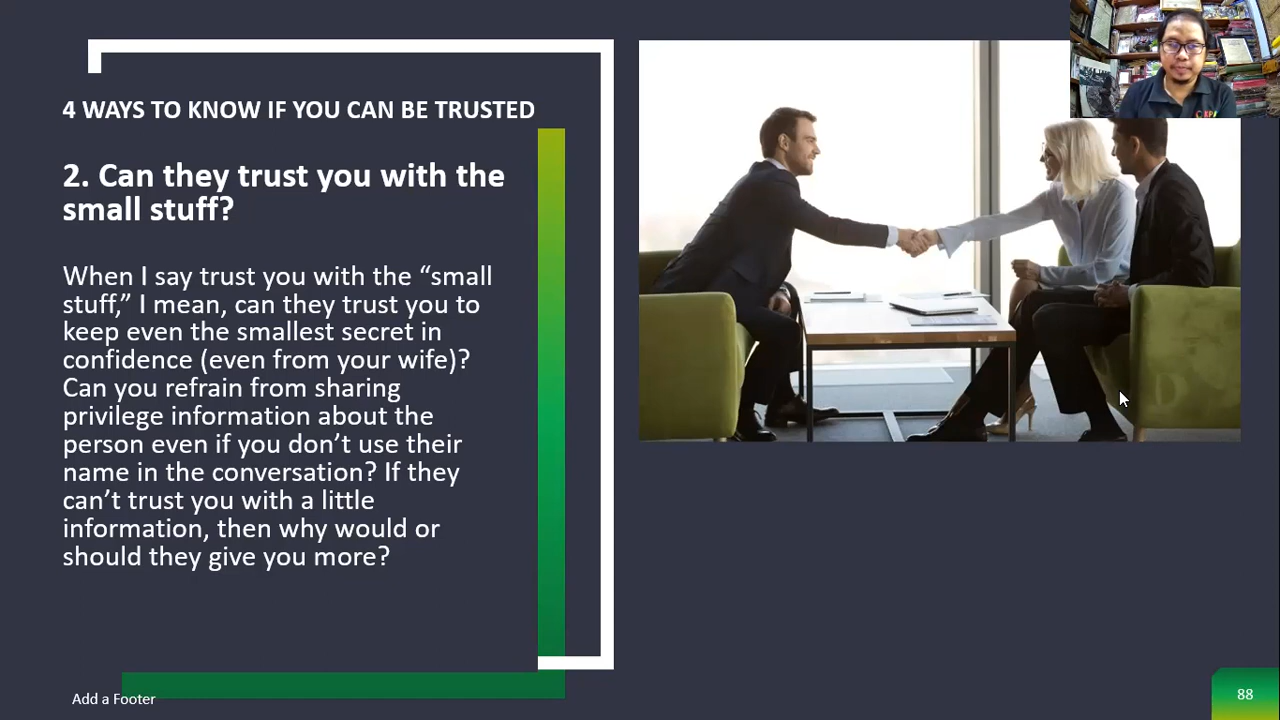 4 WAYS TO KNOW IF YOU CAN BE TRUSTED
2. Can they trust you with the
small stuff?
When I say trust you with the “small
stuff,” I mean, can they trust you to
keep even the smallest secret in
confidence (even from your wife)?
Can you refrain from sharing
privilege information about the
person even if you don’t use their
name in the conversation? If they
can’t trust you with a little
information, then why would or
should they give you more?
Add a Footer
88